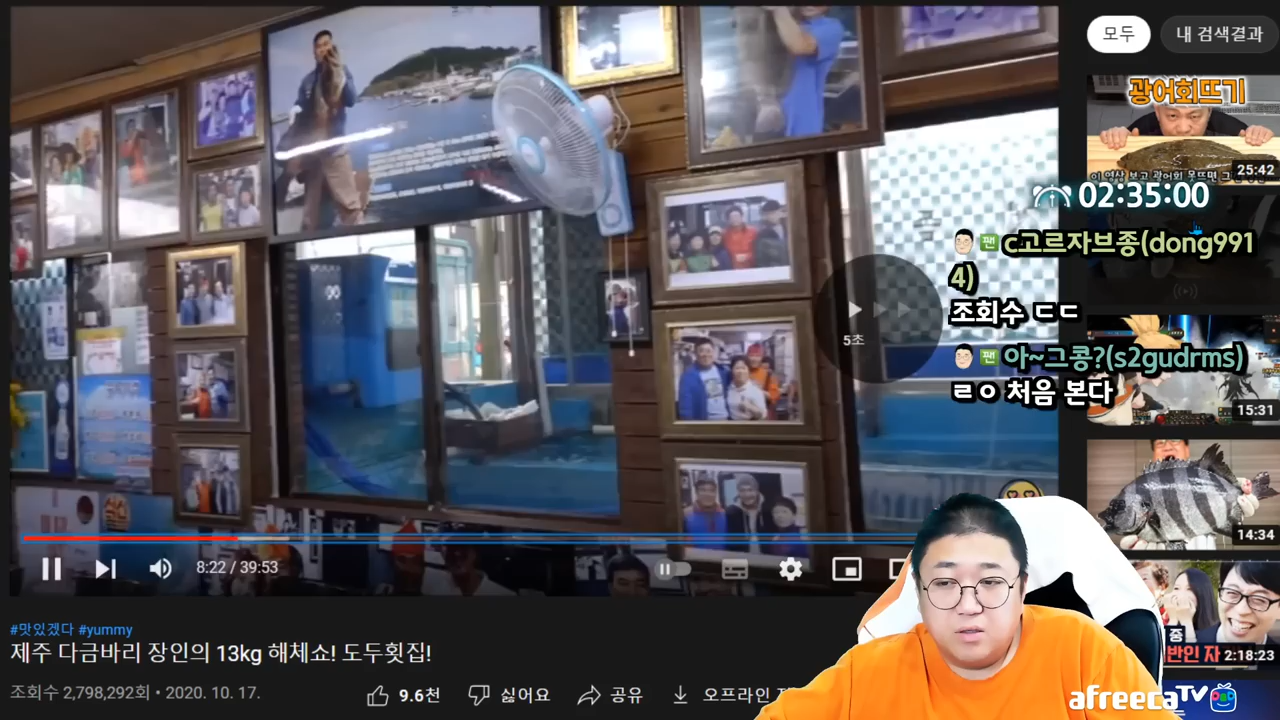 모두
내 검색결과
광어회뜨기
25:42
02:35:00
팬 c고르자브종(dong991
4)
조회수 ㄷㄷ
팬 아~그콩?(s2gudrms)
ㄹㅇ 처음 본다
5초
15:31
14:34
8:22 / 39:53
#맛있겠다 #yummy
제주 다금바리 장인의 13kg 해체쇼! 도두횟집!
조회수 2,798,292회 • 2020. 10. 17.
9.6천
싫어요
공유
오프라인
반인 자
2:18:23
afreecaTV